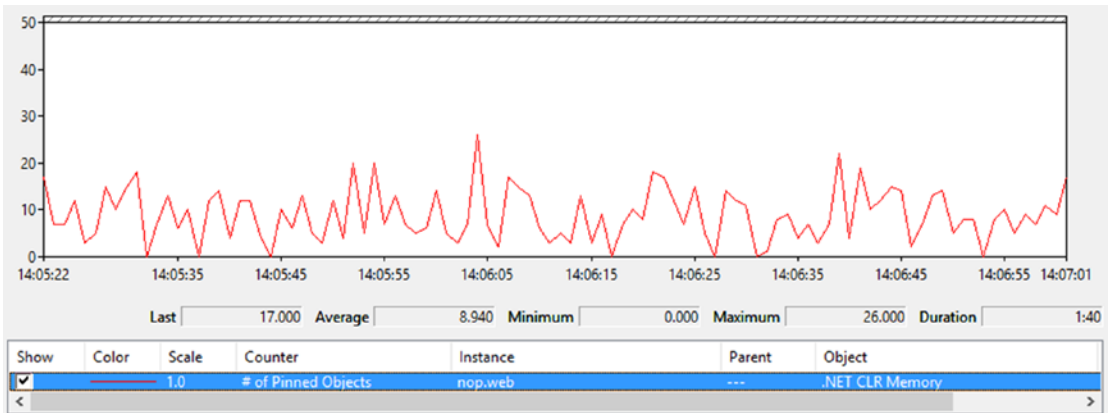 50
40
30
20
10
0
14:05:22 14:05:35 14:05:45 14:05:55 14:06:05 14:06:15 14:06:25 14:06:35 14:06:45 14:06:55 14:07:01
Last 17.000 Average 8.940 Minimum 0.000 Maximum 26.000 Duration 1:40
Show Color Scale Counter Instance Parent Object
1.0 # of Pinned Objects nop.web --- .NET CLR Memory